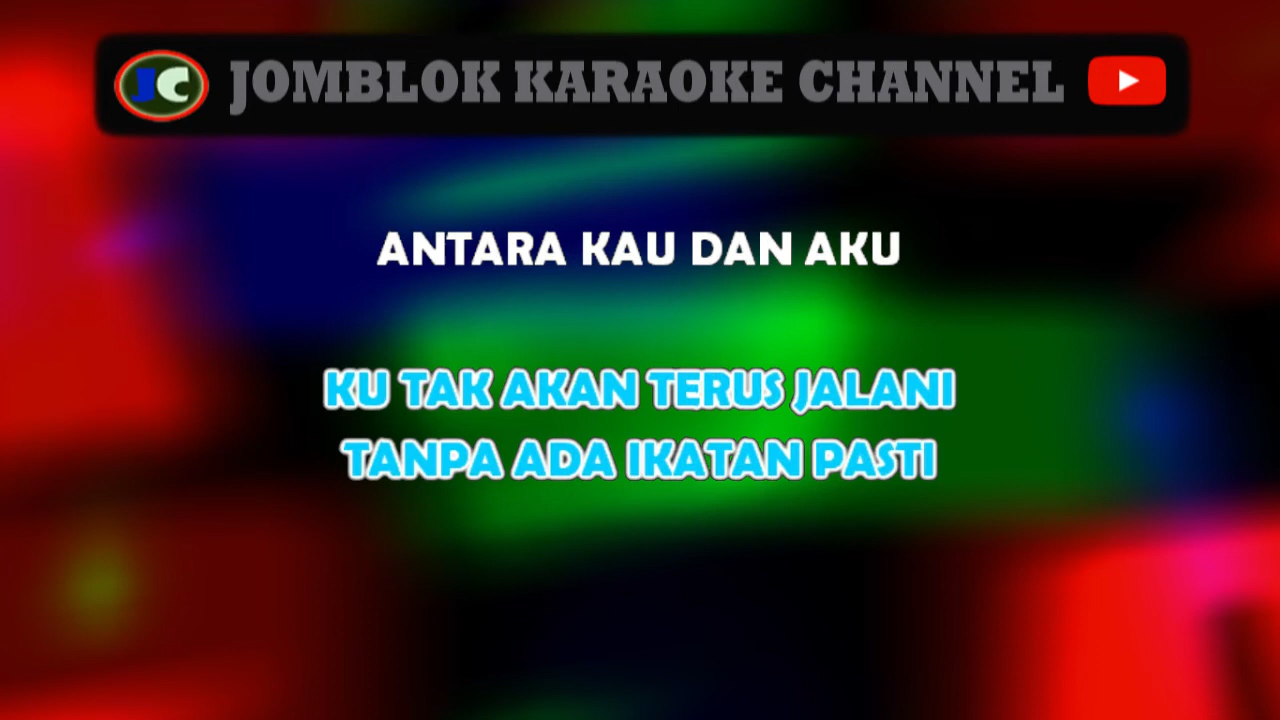 JC JOMBLOK KARAOKE CHANNEL
ANTARA KAU DAN AKU
KU TAK AKAN TERUS JALANI
TANPA ADA IKATAN PASTI